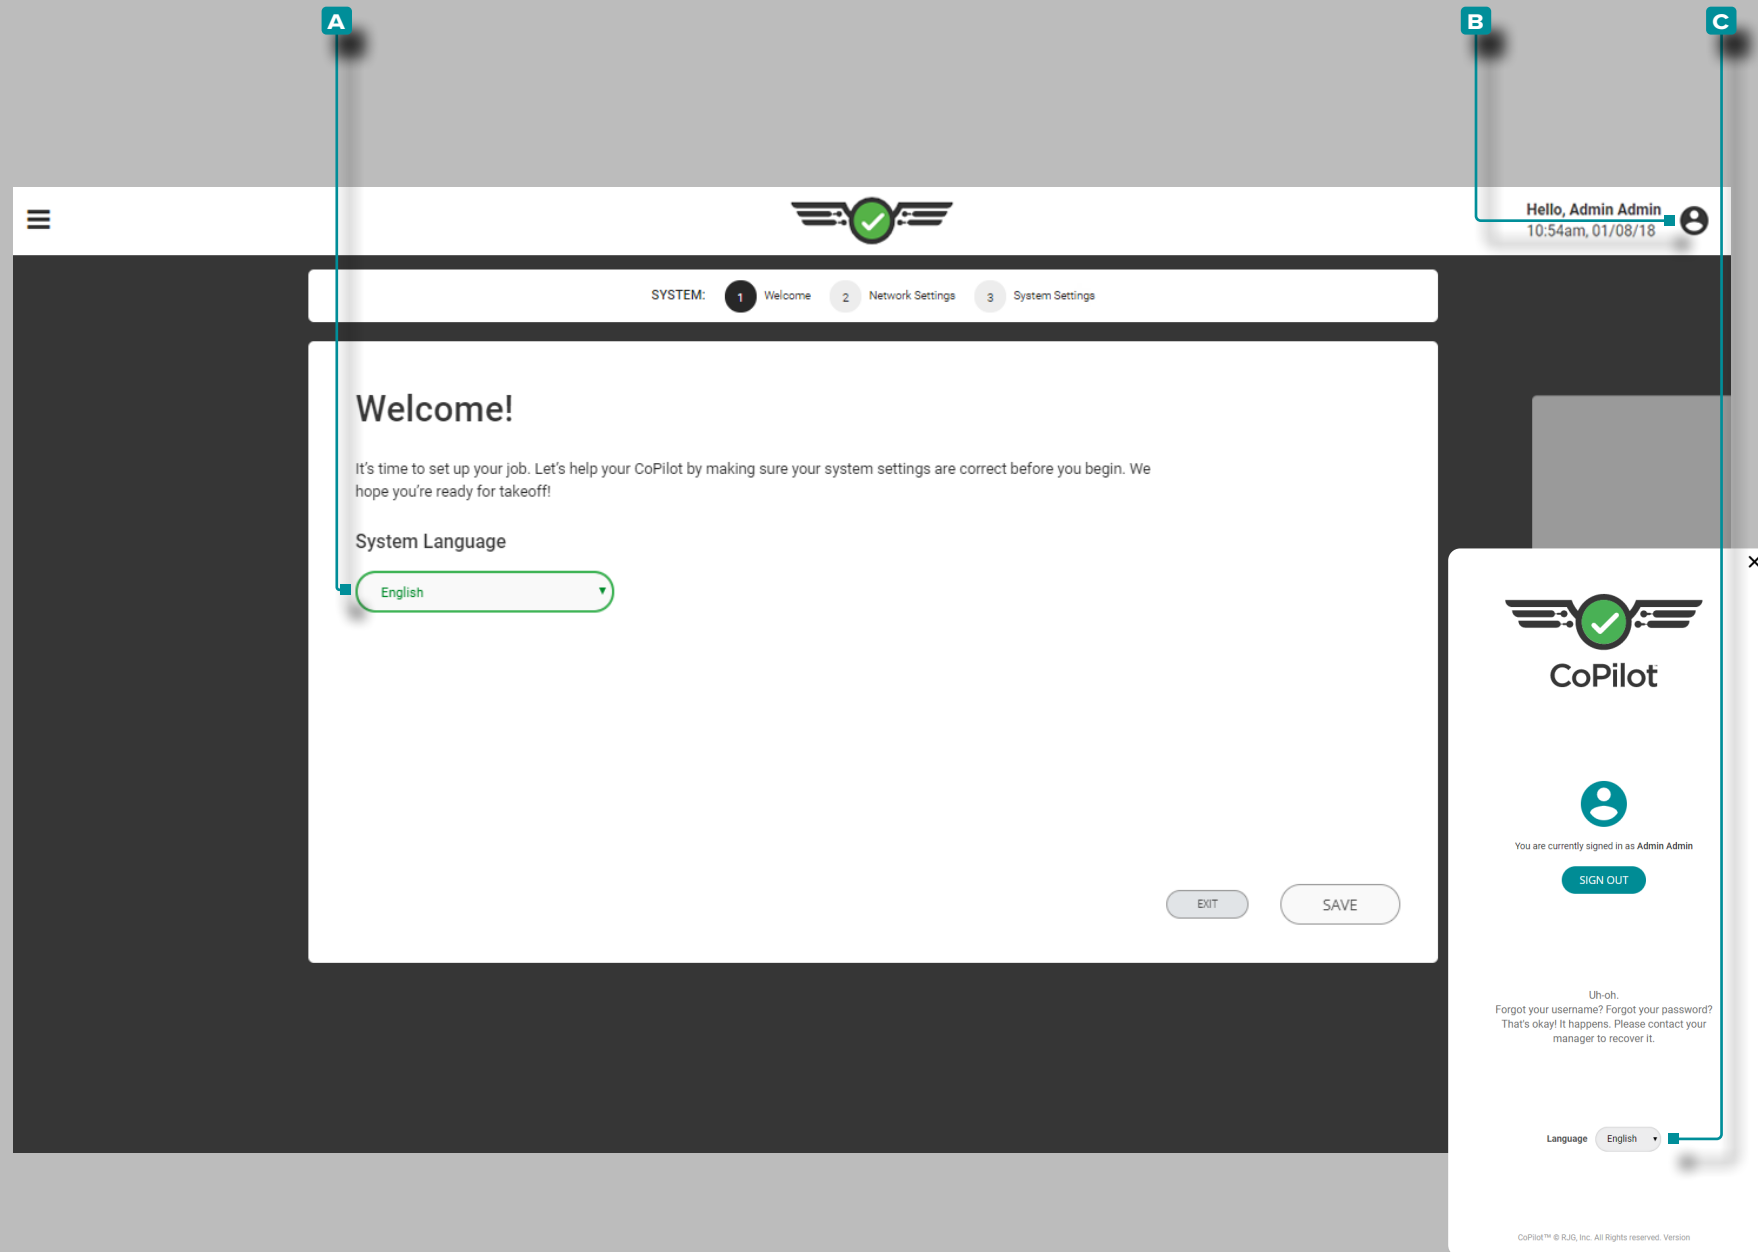 A
B
C
Hello, Admin Admin
10:54am, 01/08/18
SYSTEM: 1 Welcome 2 Network Settings 3 System Settings
Welcome!
It's time to set up your job. Let's help your CoPilot by making sure your system settings are correct before you begin. We
hope you're ready for takeoff!
System Language
English
EXIT
SAVE
CoPilot
You are currently signed in as Admin Admin
SIGN OUT
Uh-oh.
Forgot your username? Forgot your password?
That's okay! It happens. Please contact your
manager to recover it.
Language English
CoPilot™ © RJG, Inc. All Rights reserved. Version